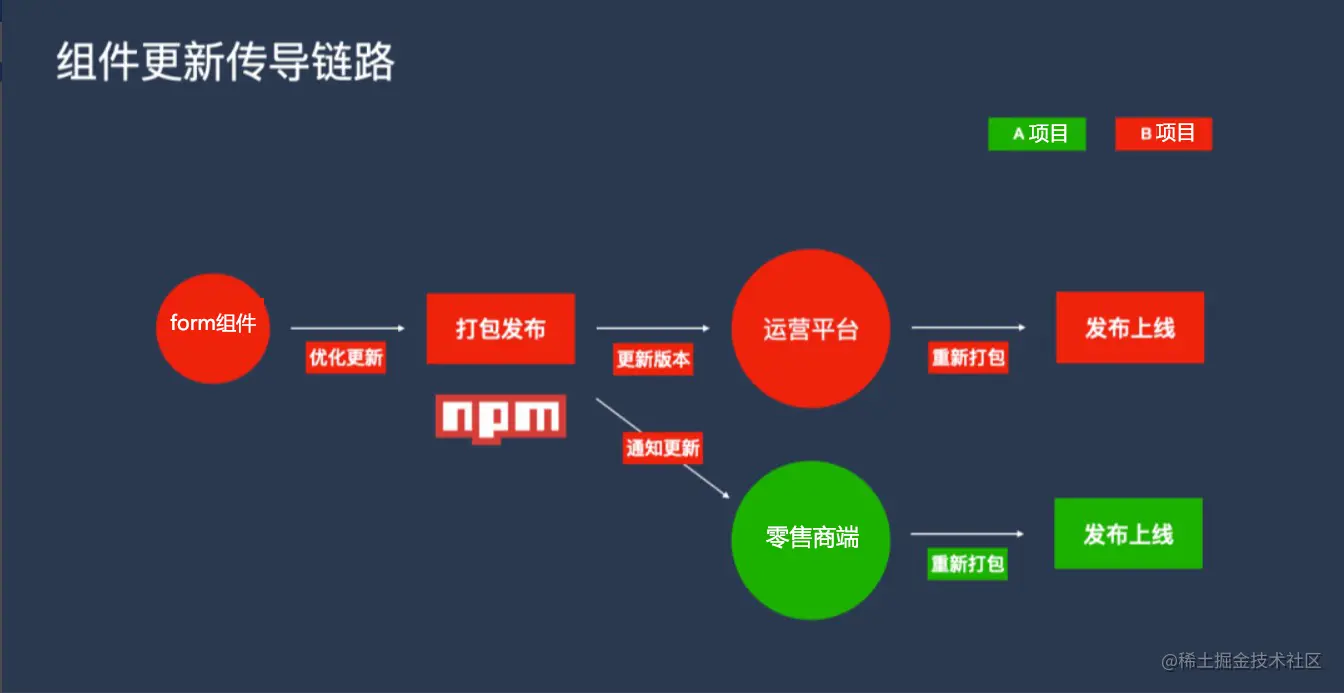 组件更新传导链路
A 项目
B 项目
form组件
优化更新
打包发布
npm
更新版本
运营平台
重新打包
发布上线
通知更新
零售商端
重新打包
发布上线
@稀土掘金技术社区